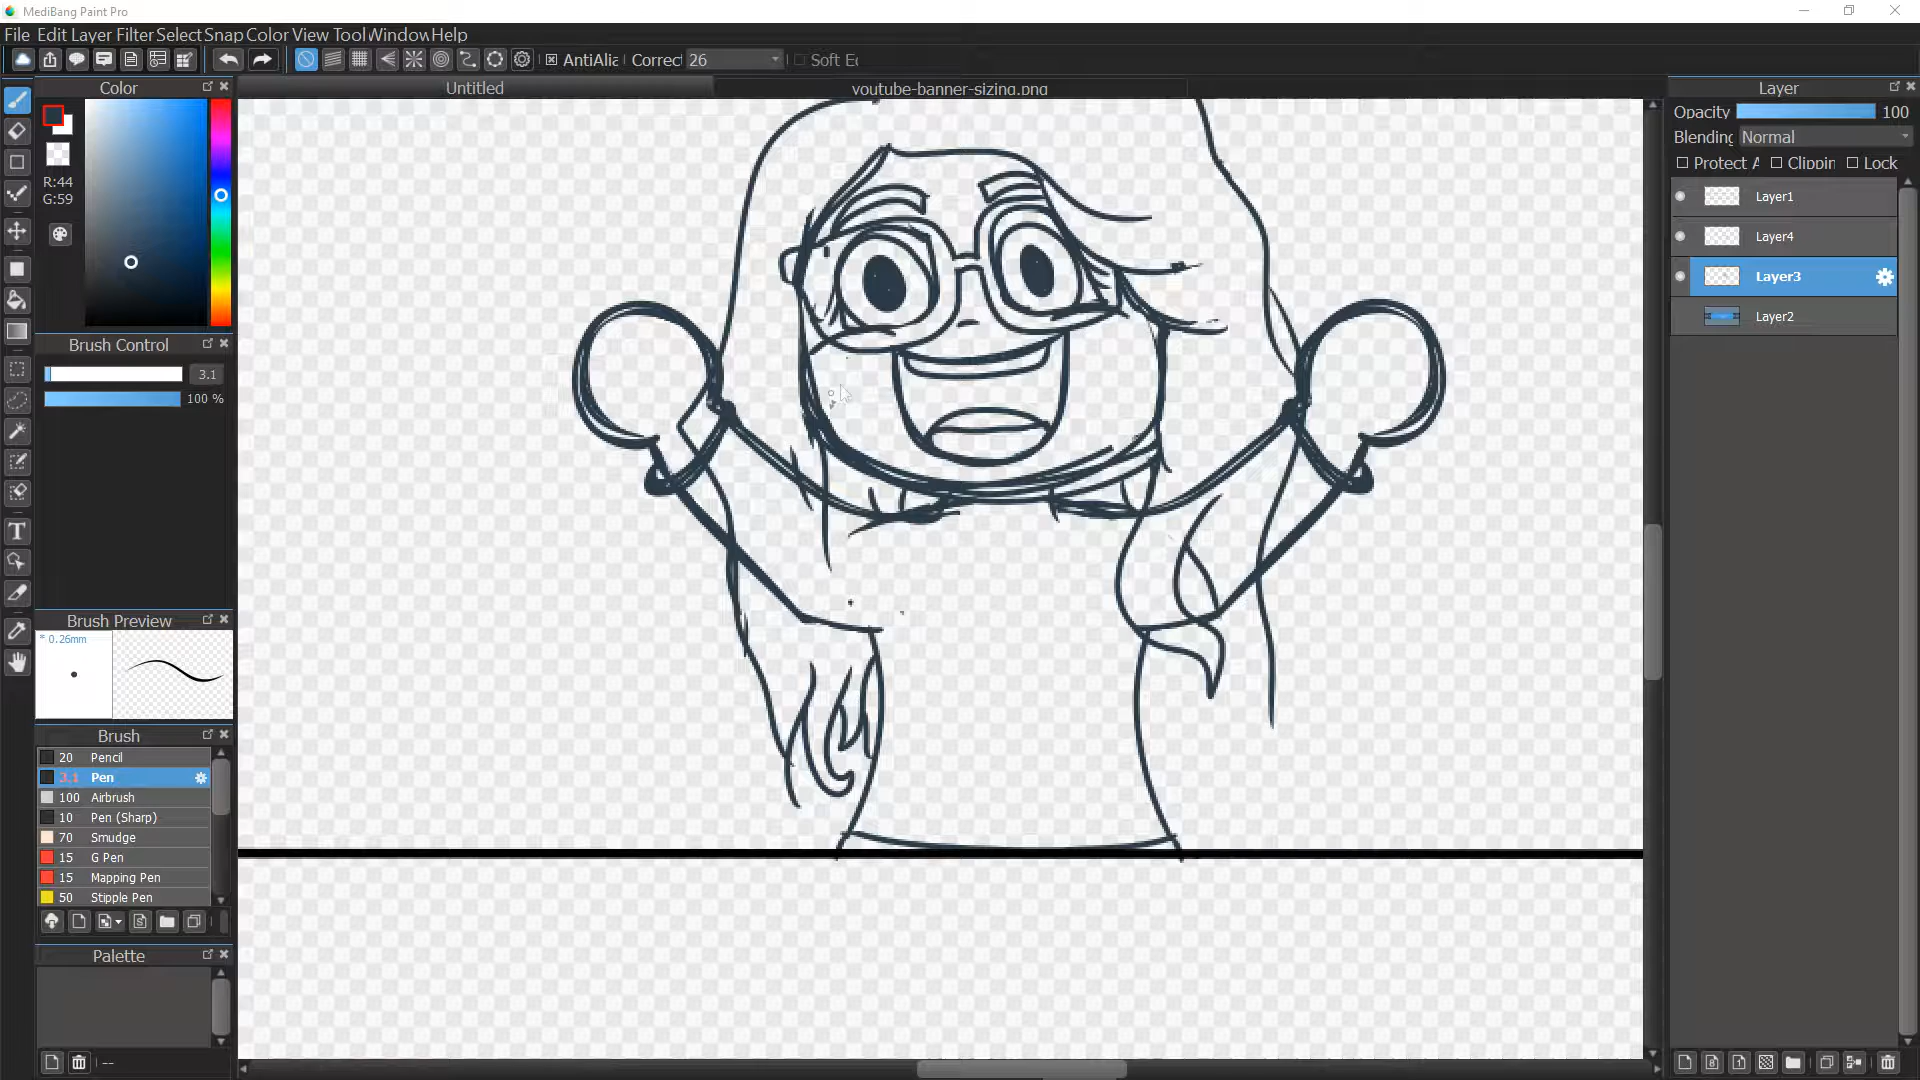 MediBang Paint Pro
File Edit Layer Filter Select Snap Color View Tool Window Help
AntiAlia Correct 26 Soft Ec
Color Untitled youtube-banner-sizing.png Layer
R:44
G:59
Opacity 100
Blending Normal
Protect A Clippin Lock
Layer1
Layer4
Layer3
Layer2
Brush Control
3.1
100 %
Brush Preview
* 0.26mm
Brush
20 Pencil
3.1 Pen
100 Airbrush
10 Pen (Sharp)
70 Smudge
15 G Pen
15 Mapping Pen
50 Stipple Pen
Palette
--